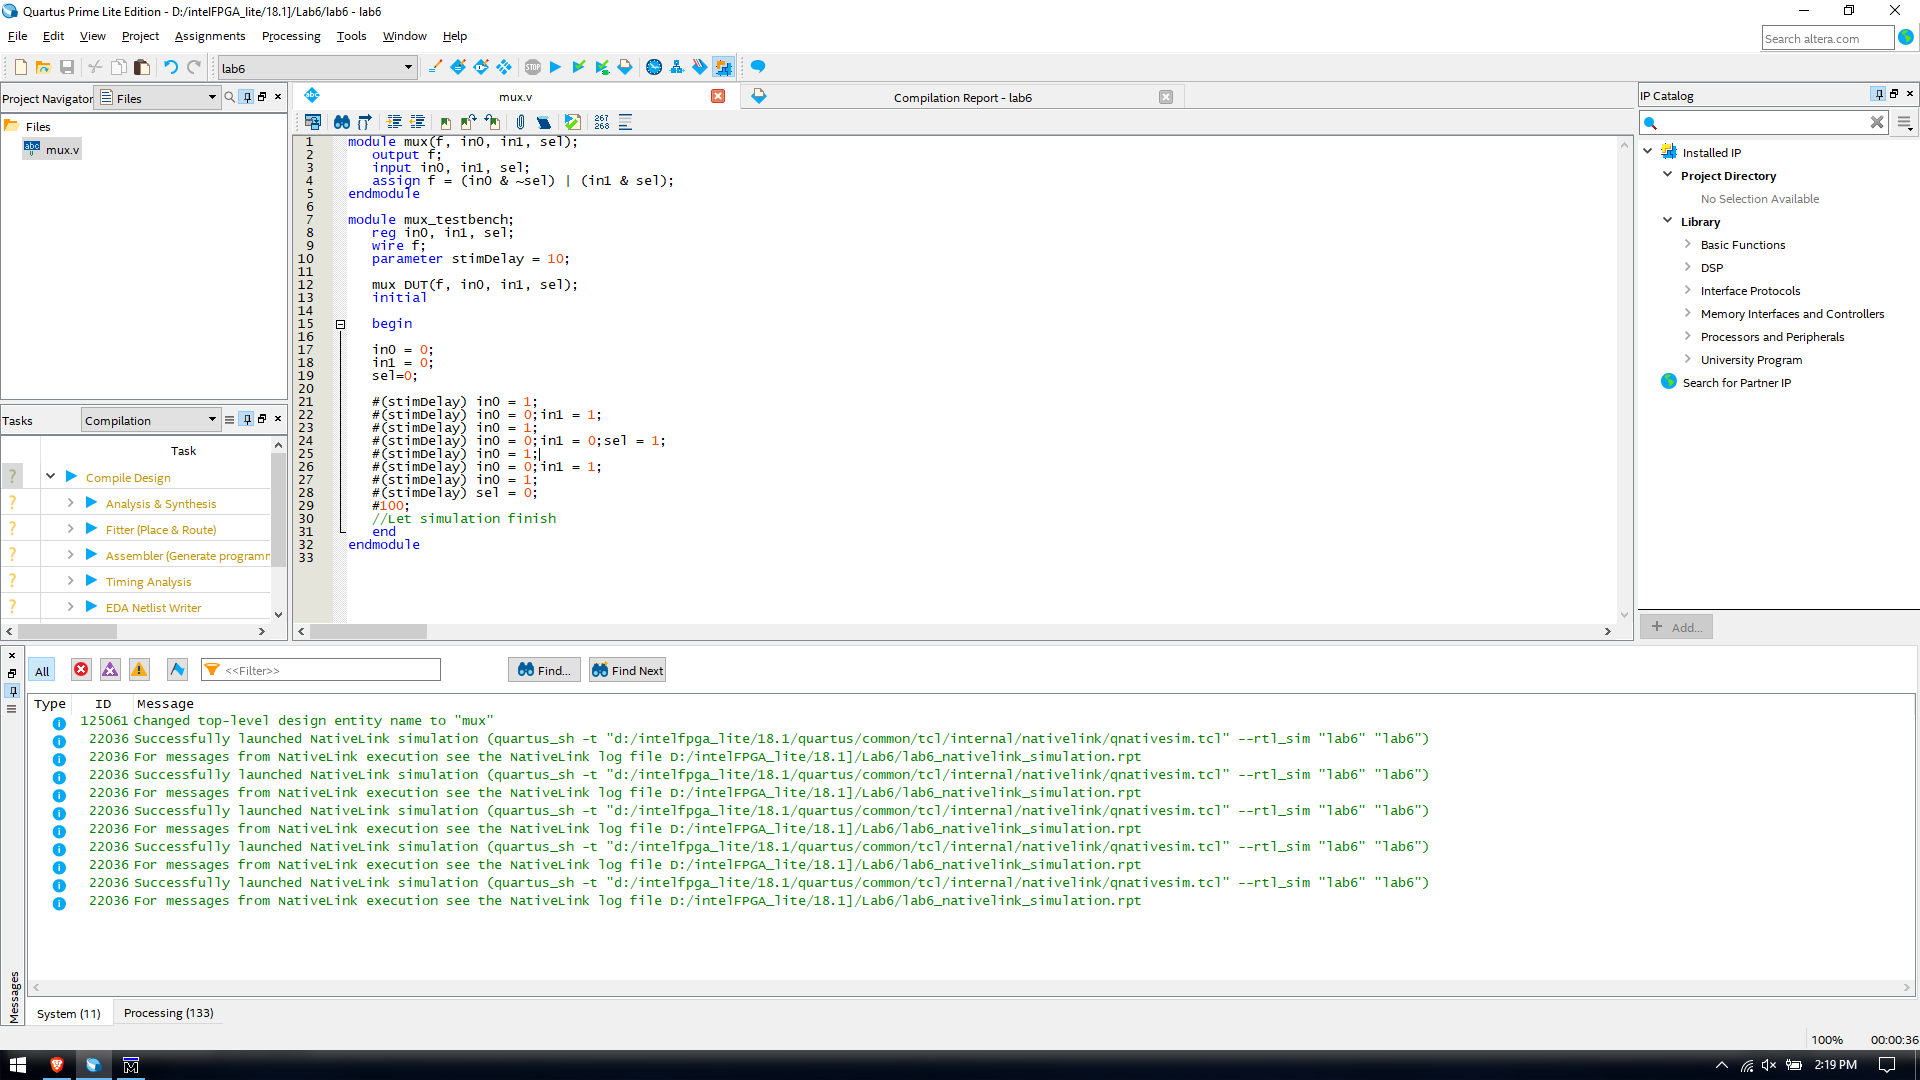 Quartus Prime Lite Edition - D:/intelFPGA_lite/18.1]/Lab6/lab6 - lab6
File Edit View Project Assignments Processing Tools Window Help
Search altera.com
lab6
Project Navigator Files
Files
mux.v
mux.v
Compilation Report - lab6
267
268
1 module mux(f, in0, in1, sel);
2 output f;
3 input in0, in1, sel;
4 assign f = (in0 & ~sel) | (in1 & sel);
5 endmodule
6
7 module mux_testbench;
8 reg in0, in1, sel;
9 wire f;
10 parameter stimDelay = 10;
11
12 mux DUT(f, in0, in1, sel);
13 initial
14
15 begin
16
17 in0 = 0;
18 in1 = 0;
19 sel=0;
20
21 #(stimDelay) in0 = 1;
22 #(stimDelay) in0 = 0;in1 = 1;
23 #(stimDelay) in0 = 1;
24 #(stimDelay) in0 = 0;in1 = 0;sel = 1;
25 #(stimDelay) in0 = 1;
26 #(stimDelay) in0 = 0;in1 = 1;
27 #(stimDelay) in0 = 1;
28 #(stimDelay) sel = 0;
29 #100;
30 //Let simulation finish
31 end
32 endmodule
33
Tasks Compilation
Task
Compile Design
Analysis & Synthesis
Fitter (Place & Route)
Assembler (Generate programm
Timing Analysis
EDA Netlist Writer
IP Catalog
Installed IP
Project Directory
No Selection Available
Library
Basic Functions
DSP
Interface Protocols
Memory Interfaces and Controllers
Processors and Peripherals
University Program
Search for Partner IP
+ Add...
All <<Filter>> Find... Find Next
Type ID Message
125061 Changed top-level design entity name to "mux"
22036 Successfully launched NativeLink simulation (quartus_sh -t "d:/intelfpga_lite/18.1/quartus/common/tcl/internal/nativelink/qnativesim.tcl" --rtl_sim "lab6" "lab6")
22036 For messages from NativeLink execution see the NativeLink log file D:/intelFPGA_lite/18.1]/Lab6/lab6_nativelink_simulation.rpt
22036 Successfully launched NativeLink simulation (quartus_sh -t "d:/intelfpga_lite/18.1/quartus/common/tcl/internal/nativelink/qnativesim.tcl" --rtl_sim "lab6" "lab6")
22036 For messages from NativeLink execution see the NativeLink log file D:/intelFPGA_lite/18.1]/Lab6/lab6_nativelink_simulation.rpt
22036 Successfully launched NativeLink simulation (quartus_sh -t "d:/intelfpga_lite/18.1/quartus/common/tcl/internal/nativelink/qnativesim.tcl" --rtl_sim "lab6" "lab6")
22036 For messages from NativeLink execution see the NativeLink log file D:/intelFPGA_lite/18.1]/Lab6/lab6_nativelink_simulation.rpt
22036 Successfully launched NativeLink simulation (quartus_sh -t "d:/intelfpga_lite/18.1/quartus/common/tcl/internal/nativelink/qnativesim.tcl" --rtl_sim "lab6" "lab6")
22036 For messages from NativeLink execution see the NativeLink log file D:/intelFPGA_lite/18.1]/Lab6/lab6_nativelink_simulation.rpt
22036 Successfully launched NativeLink simulation (quartus_sh -t "d:/intelfpga_lite/18.1/quartus/common/tcl/internal/nativelink/qnativesim.tcl" --rtl_sim "lab6" "lab6")
22036 For messages from NativeLink execution see the NativeLink log file D:/intelFPGA_lite/18.1]/Lab6/lab6_nativelink_simulation.rpt
Messages
System (11) Processing (133)
100% 00:00:36
2:19 PM